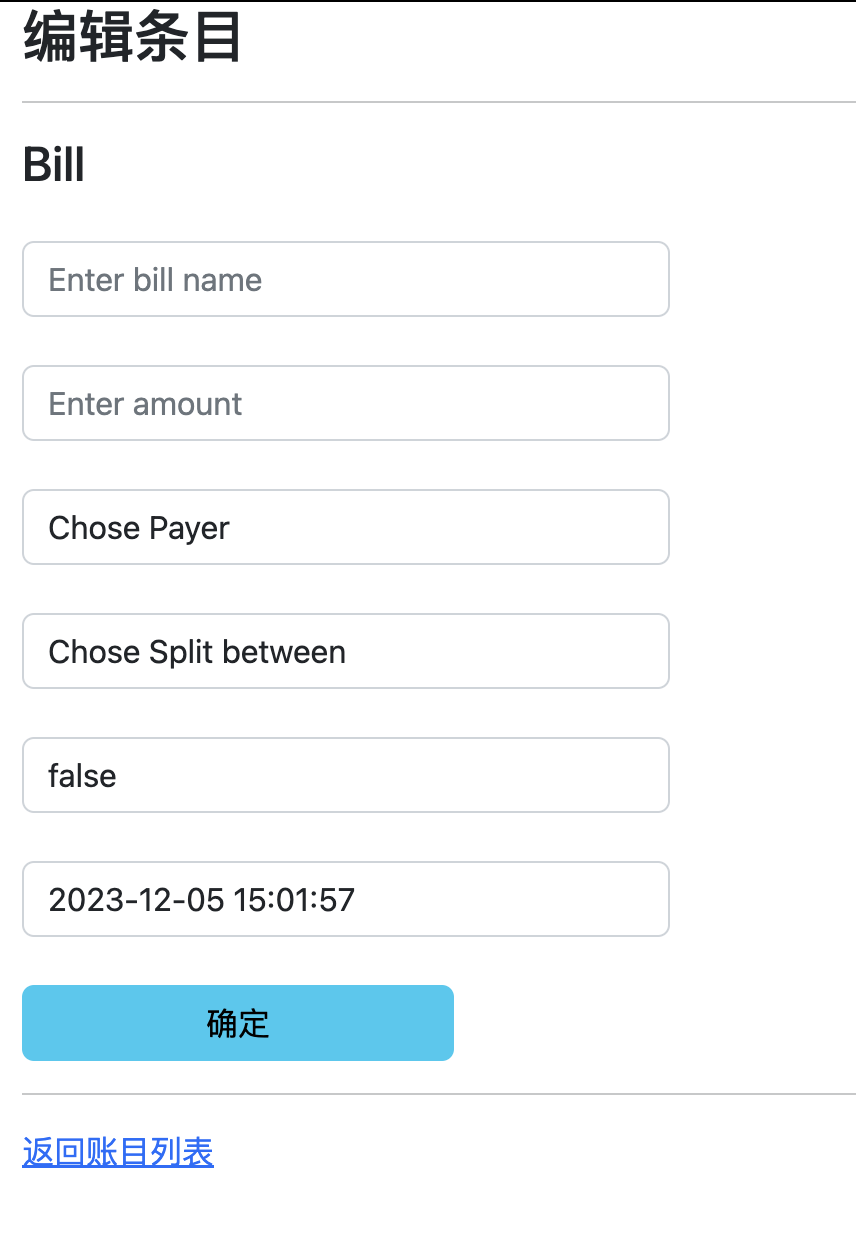 编辑条目
Bill
Enter bill name
Enter amount
Chose Payer
Chose Split between
false
2023-12-05 15:01:57
确定
返回账目列表